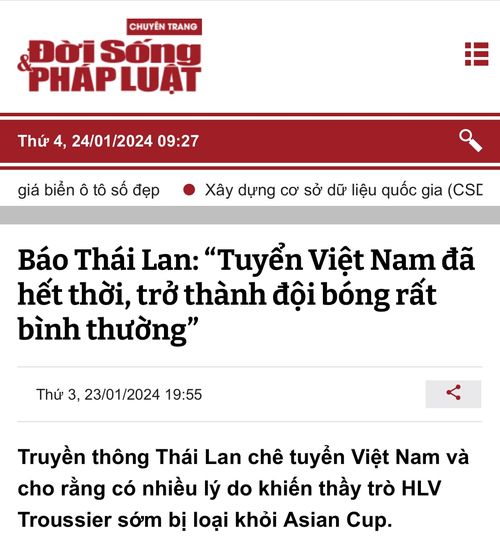 CHUYÊN TRANG
Đời Sống
& PHÁP LUẬT
Thứ 4, 24/01/2024 09:27
giá biển ô tô số đẹp ● Xây dựng cơ sở dữ liệu quốc gia (CSD
Báo Thái Lan: “Tuyển Việt Nam đã
hết thời, trở thành đội bóng rất
bình thường”
Thứ 3, 23/01/2024 19:55
Truyền thông Thái Lan chê tuyển Việt Nam và
cho rằng có nhiều lý do khiến thầy trò HLV
Troussier sớm bị loại khỏi Asian Cup.